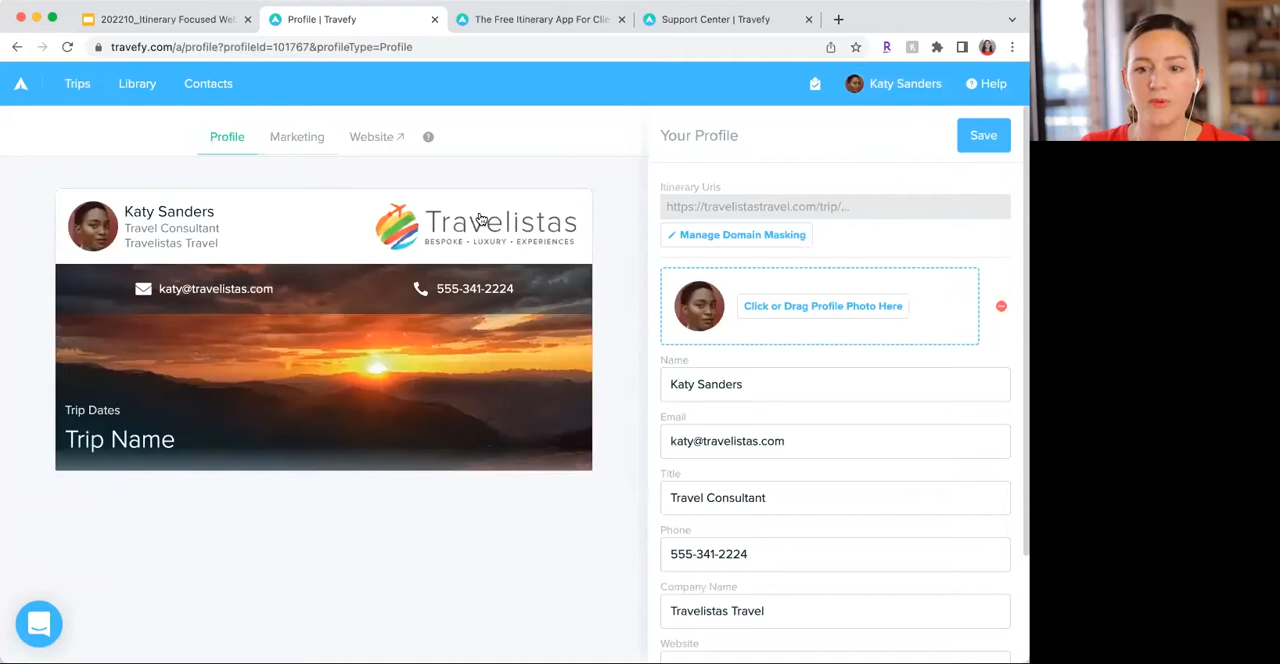 202210_Itinerary Focused We
Profile | Travefy
The Free Itinerary App For Clie
Support Center | Travefy
travefy.com/a/profile?profileId=101767&profileType=Profile
Trips
Library
Contacts
Katy Sanders
Help
Profile
Marketing
Website
Your Profile
Save
Katy Sanders
Travel Consultant
Travelistas Travel
Travelistas
BESPOKE • LUXURY • EXPERIENCES
katy@travelistas.com
555-341-2224
Trip Dates
Trip Name
Itinerary Urls
https://travelistastravel.com/trip/...
Manage Domain Masking
Click or Drag Profile Photo Here
Name
Katy Sanders
Email
katy@travelistas.com
Title
Travel Consultant
Phone
555-341-2224
Company Name
Travelistas Travel
Website